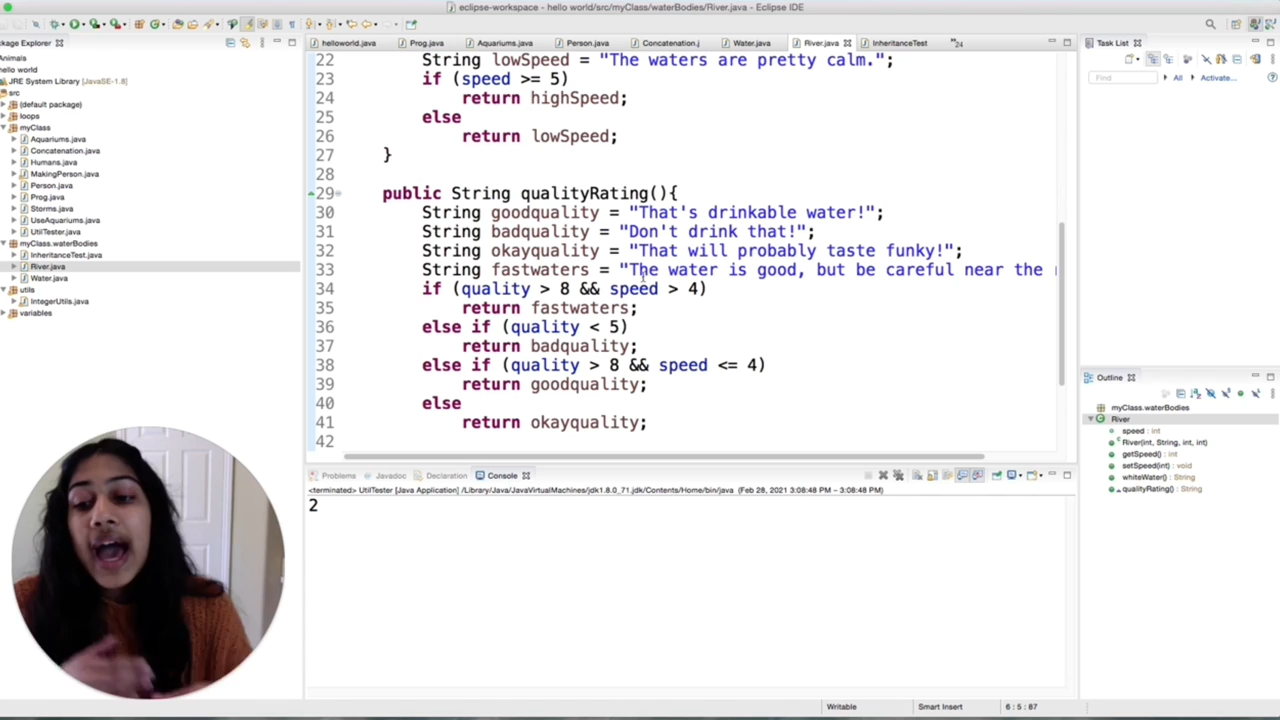 eclipse-workspace - hello world/src/myClass/waterBodies/River.java - Eclipse IDE
ckage Explorer
Animals
hello world
JRE System Library [JavaSE-1.8]
src
(default package)
loops
myClass
Aquariums.java
Concatenation.java
Humans.java
MakingPerson.java
Person.java
Prog.java
Storms.java
UseAquariums.java
UtilTester.java
myClass.waterBodies
InheritanceTest.java
River.java
Water.java
utils
IntegerUtils.java
variables
helloworld.java Prog.java Aquariums.java Person.java Concatenation.j Water.java River.java InheritanceTest 24
22 String lowSpeed = "The waters are pretty calm.";
23 if (speed >= 5)
24 return highSpeed;
25 else
26 return lowSpeed;
27 }
28
29 public String qualityRating(){
30 String goodquality = "That's drinkable water!";
31 String badquality = "Don't drink that!";
32 String okayquality = "That will probably taste funky!";
33 String fastwaters = "The water is good, but be careful near the
34 if (quality > 8 && speed > 4)
35 return fastwaters;
36 else if (quality < 5)
37 return badquality;
38 else if (quality > 8 && speed <= 4)
39 return goodquality;
40 else
41 return okayquality;
42
Problems Javadoc Declaration Console
<terminated> UtilTester [Java Application] /Library/Java/JavaVirtualMachines/jdk1.8.0_71.jdk/Contents/Home/bin/java (Feb 28, 2021 3:08:48 PM – 3:08:48 PM)
2
Task List
Find All Activate...
Outline
myClass.waterBodies
River
speed : int
River(int, String, int, int)
getSpeed() : int
setSpeed(int) : void
whiteWater() : String
qualityRating() : String
Writable Smart Insert 6 : 5 : 87